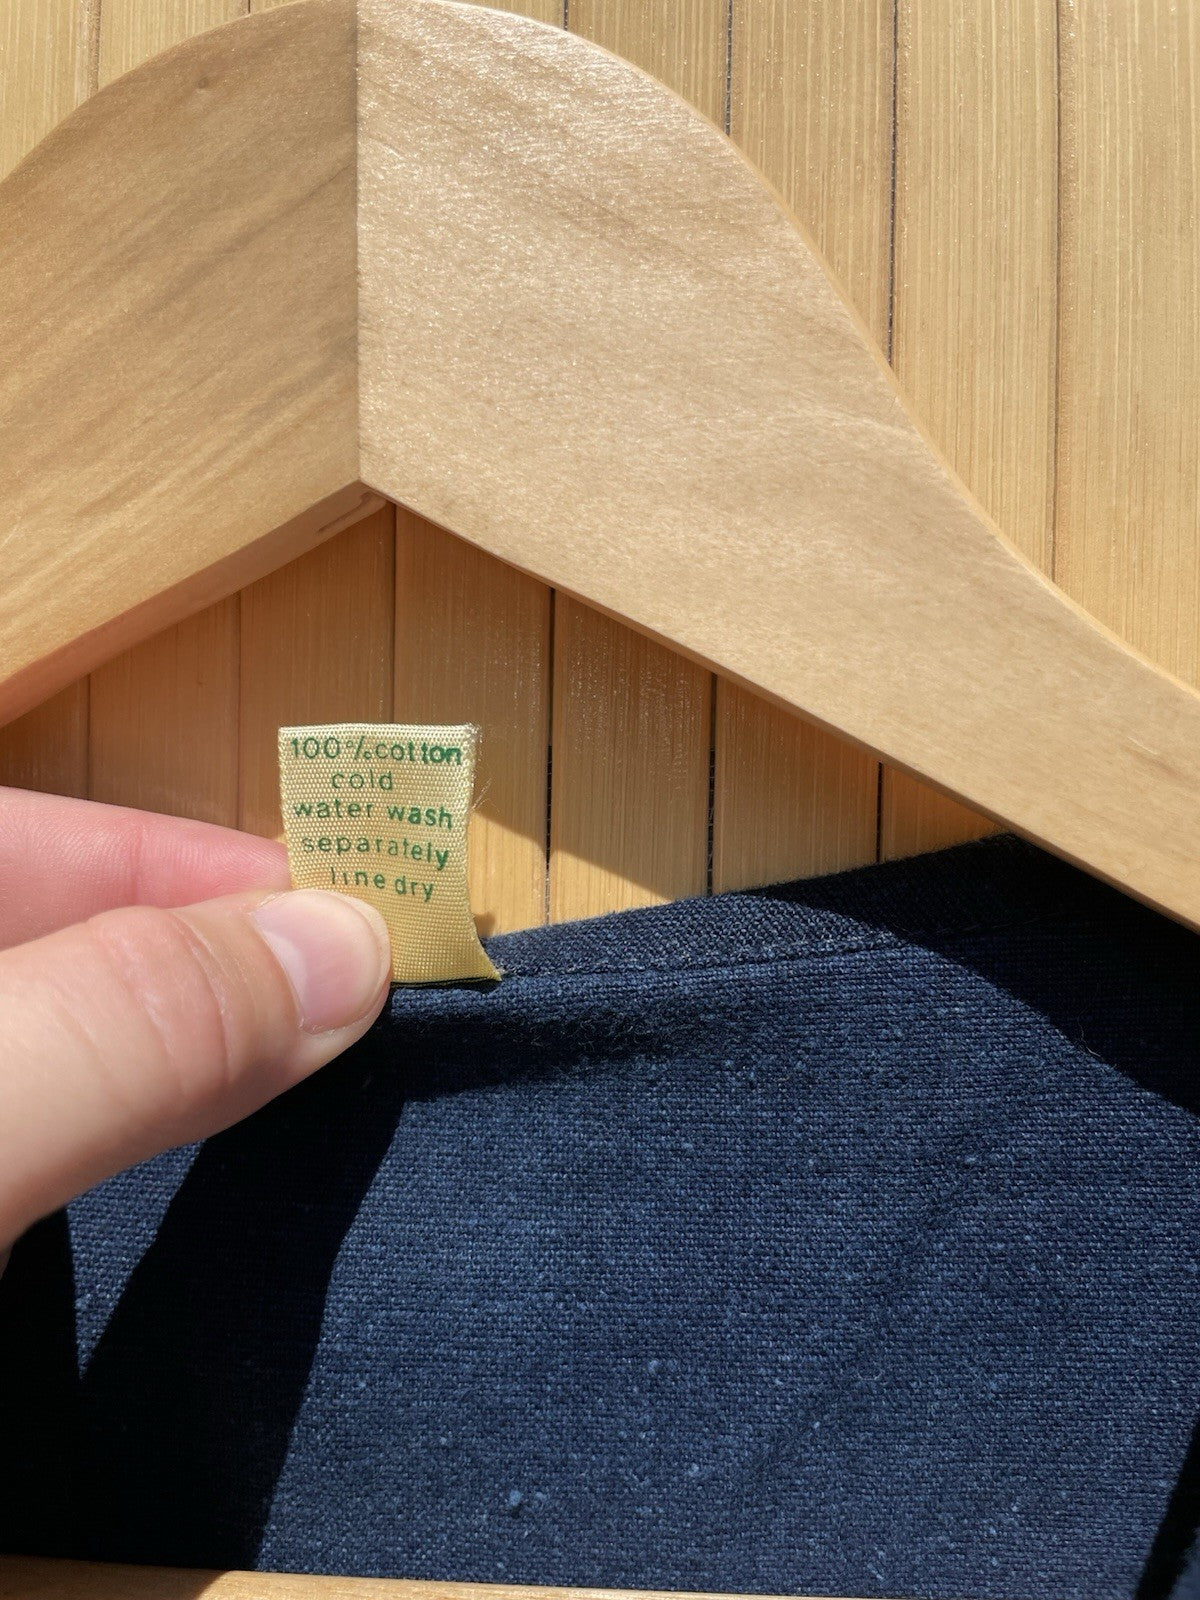 100% cotton
cold
water wash
separately
line dry